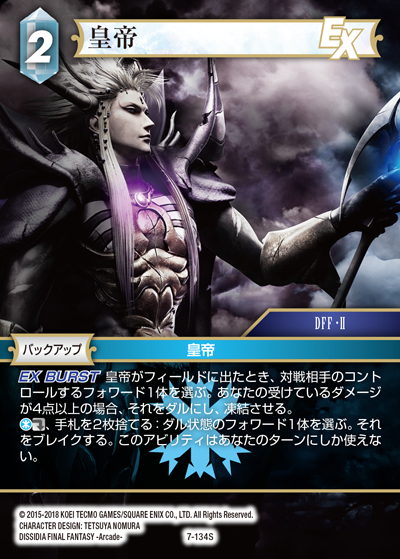 2
皇帝
EX
DFF・II
バックアップ
皇帝
EX BURST 皇帝がフィールドに出たとき、対戦相手のコント
ロールするフォワード1体を選ぶ。あなたの受けているダメージ
が4点以上の場合、それをダルにし、凍結させる。
、手札を2枚捨てる：ダル状態のフォワード1体を選ぶ。そ
れをブレイクする。このアビリティはあなたのターンにしか使えな
い。
© 2015-2018 KOEI TECMO GAMES/SQUARE ENIX CO., LTD. All Rights Reserved.
CHARACTER DESIGN: TETSUYA NOMURA
DISSIDIA FINAL FANTASY -Arcade-
7-134S